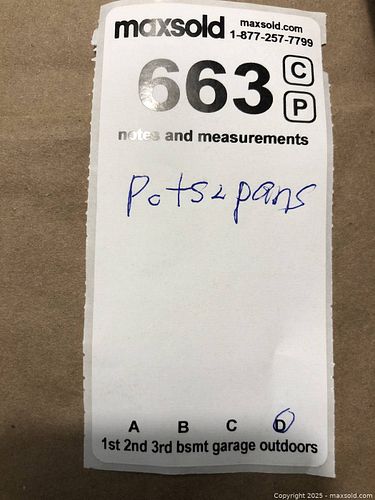 maxsold maxsold.com
1-877-257-7799
663 C
P
notes and measurements
Pots & pans
A B C D
1st 2nd 3rd bsmt garage outdoors
Copyright 2025 - maxsold.com